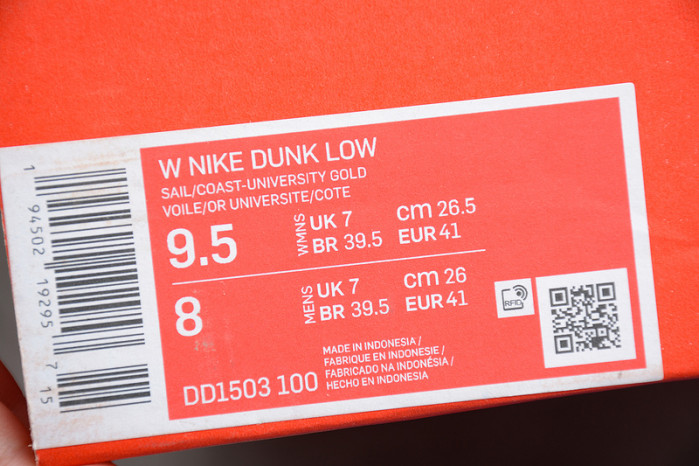 W NIKE DUNK LOW
SAIL/COAST-UNIVERSITY GOLD
VOILE/OR UNIVERSITE/COTE
9.5 WMNS UK 7 cm 26.5
BR 39.5 EUR 41
8 MENS UK 7 cm 26
BR 39.5 EUR 41
RFID
DD1503 100
MADE IN INDONESIA /
FABRIQUE EN INDONESIE /
FABRICADO NA INDONÉSIA /
HECHO EN INDONESIA
1 94502 19295 7 15